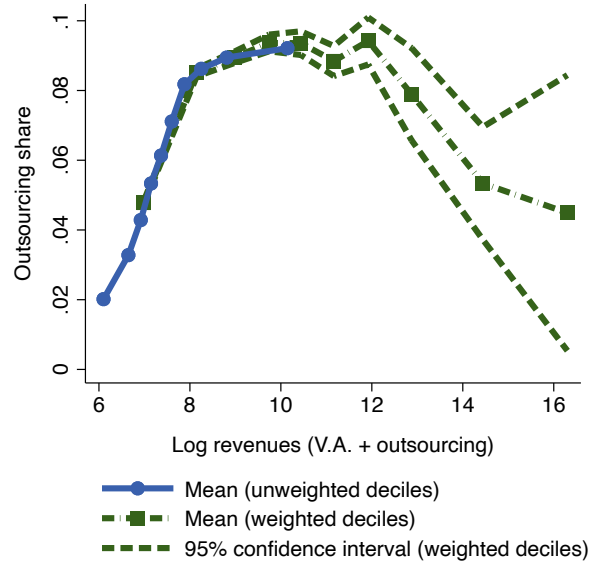 .1
.08
.06
.04
.02
0
Outsourcing share
6 8 10 12 14 16
Log revenues (V.A. + outsourcing)
Mean (unweighted deciles)
Mean (weighted deciles)
95% confidence interval (weighted deciles)